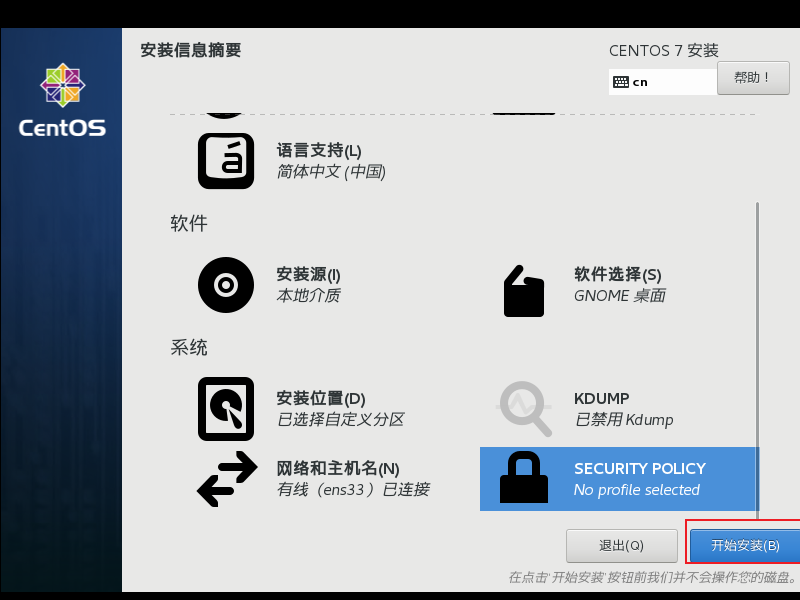 安装信息摘要
CENTOS 7 安装
cn
帮助！
CentOS
á
语言支持(L)
简体中文 (中国)
软件
安装源(I)
本地介质
软件选择(S)
GNOME 桌面
系统
安装位置(D)
已选择自定义分区
KDUMP
已禁用 Kdump
网络和主机名(N)
有线（ens33）已连接
SECURITY POLICY
No profile selected
退出(Q)
开始安装(B)
在点击'开始安装'按钮前我们并不会操作您的磁盘。